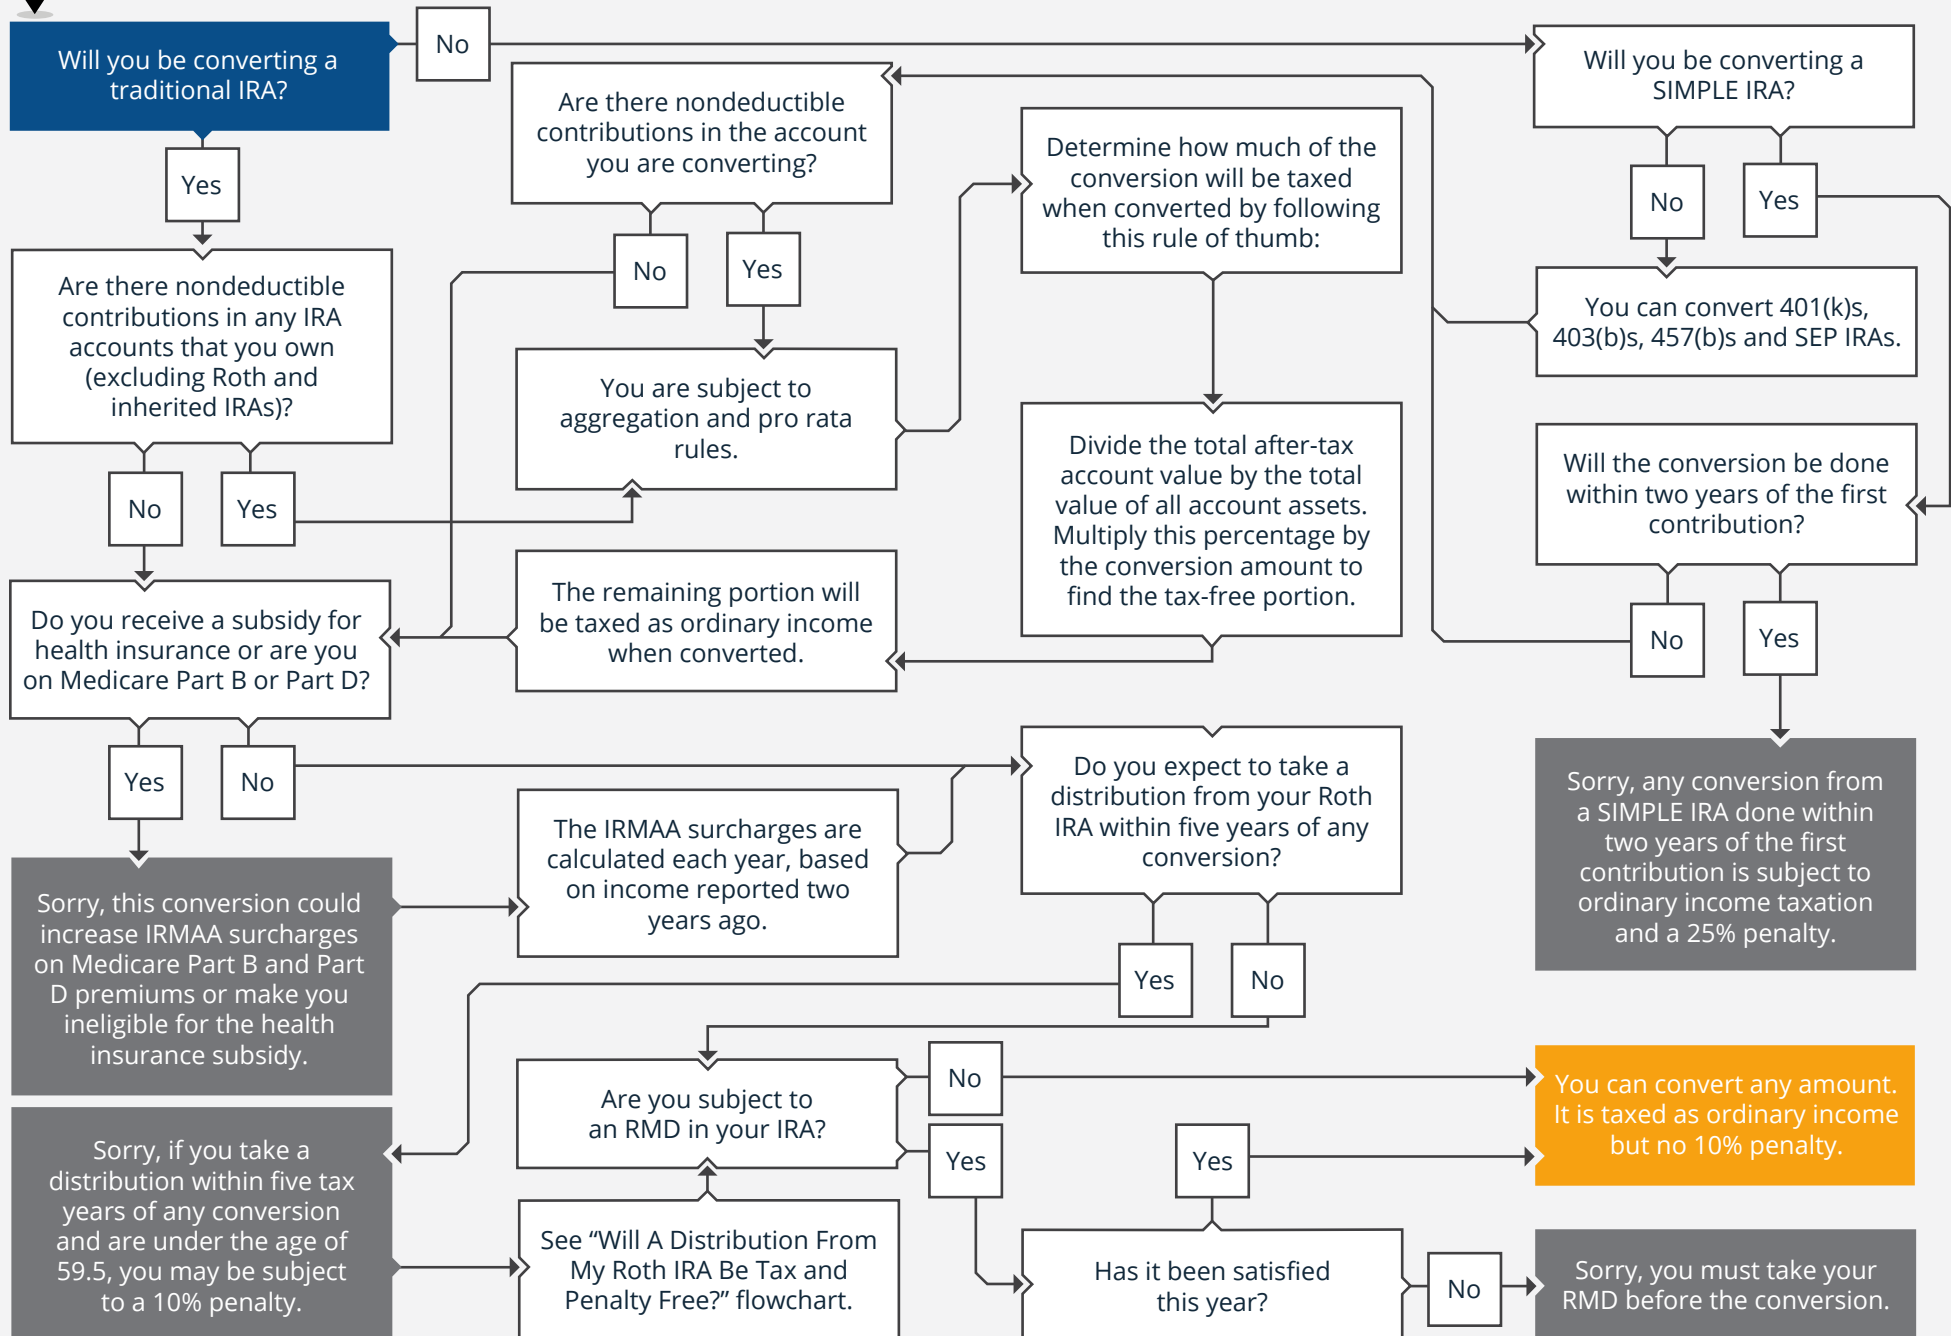 Will you be converting a
traditional IRA?
No
Yes
Are there nondeductible
contributions in any IRA
accounts that you own
(excluding Roth and
inherited IRAs)?
No
Yes
Do you receive a subsidy for
health insurance or are you
on Medicare Part B or Part D?
Yes
No
Sorry, this conversion could
increase IRMAA surcharges
on Medicare Part B and Part
D premiums or make you
ineligible for the health
insurance subsidy.
Sorry, if you take a
distribution within five tax
years of any conversion
and are under the age of
59.5, you may be subject
to a 10% penalty.
Are there nondeductible
contributions in the account
you are converting?
No
Yes
You are subject to
aggregation and pro rata
rules.
The remaining portion will
be taxed as ordinary income
when converted.
The IRMAA surcharges are
calculated each year, based
on income reported two
years ago.
Are you subject to
an RMD in your IRA?
No
Yes
See “Will A Distribution From
My Roth IRA Be Tax and
Penalty Free?” flowchart.
Determine how much of the
conversion will be taxed
when converted by following
this rule of thumb:
Divide the total after-tax
account value by the total
value of all account assets.
Multiply this percentage by
the conversion amount to
find the tax-free portion.
Do you expect to take a
distribution from your Roth
IRA within five years of any
conversion?
Yes
No
Yes
Has it been satisfied
this year?
No
Will you be converting a
SIMPLE IRA?
No
Yes
You can convert 401(k)s,
403(b)s, 457(b)s and SEP IRAs.
Will the conversion be done
within two years of the first
contribution?
No
Yes
Sorry, any conversion from
a SIMPLE IRA done within
two years of the first
contribution is subject to
ordinary income taxation
and a 25% penalty.
You can convert any amount.
It is taxed as ordinary income
but no 10% penalty.
Sorry, you must take your
RMD before the conversion.